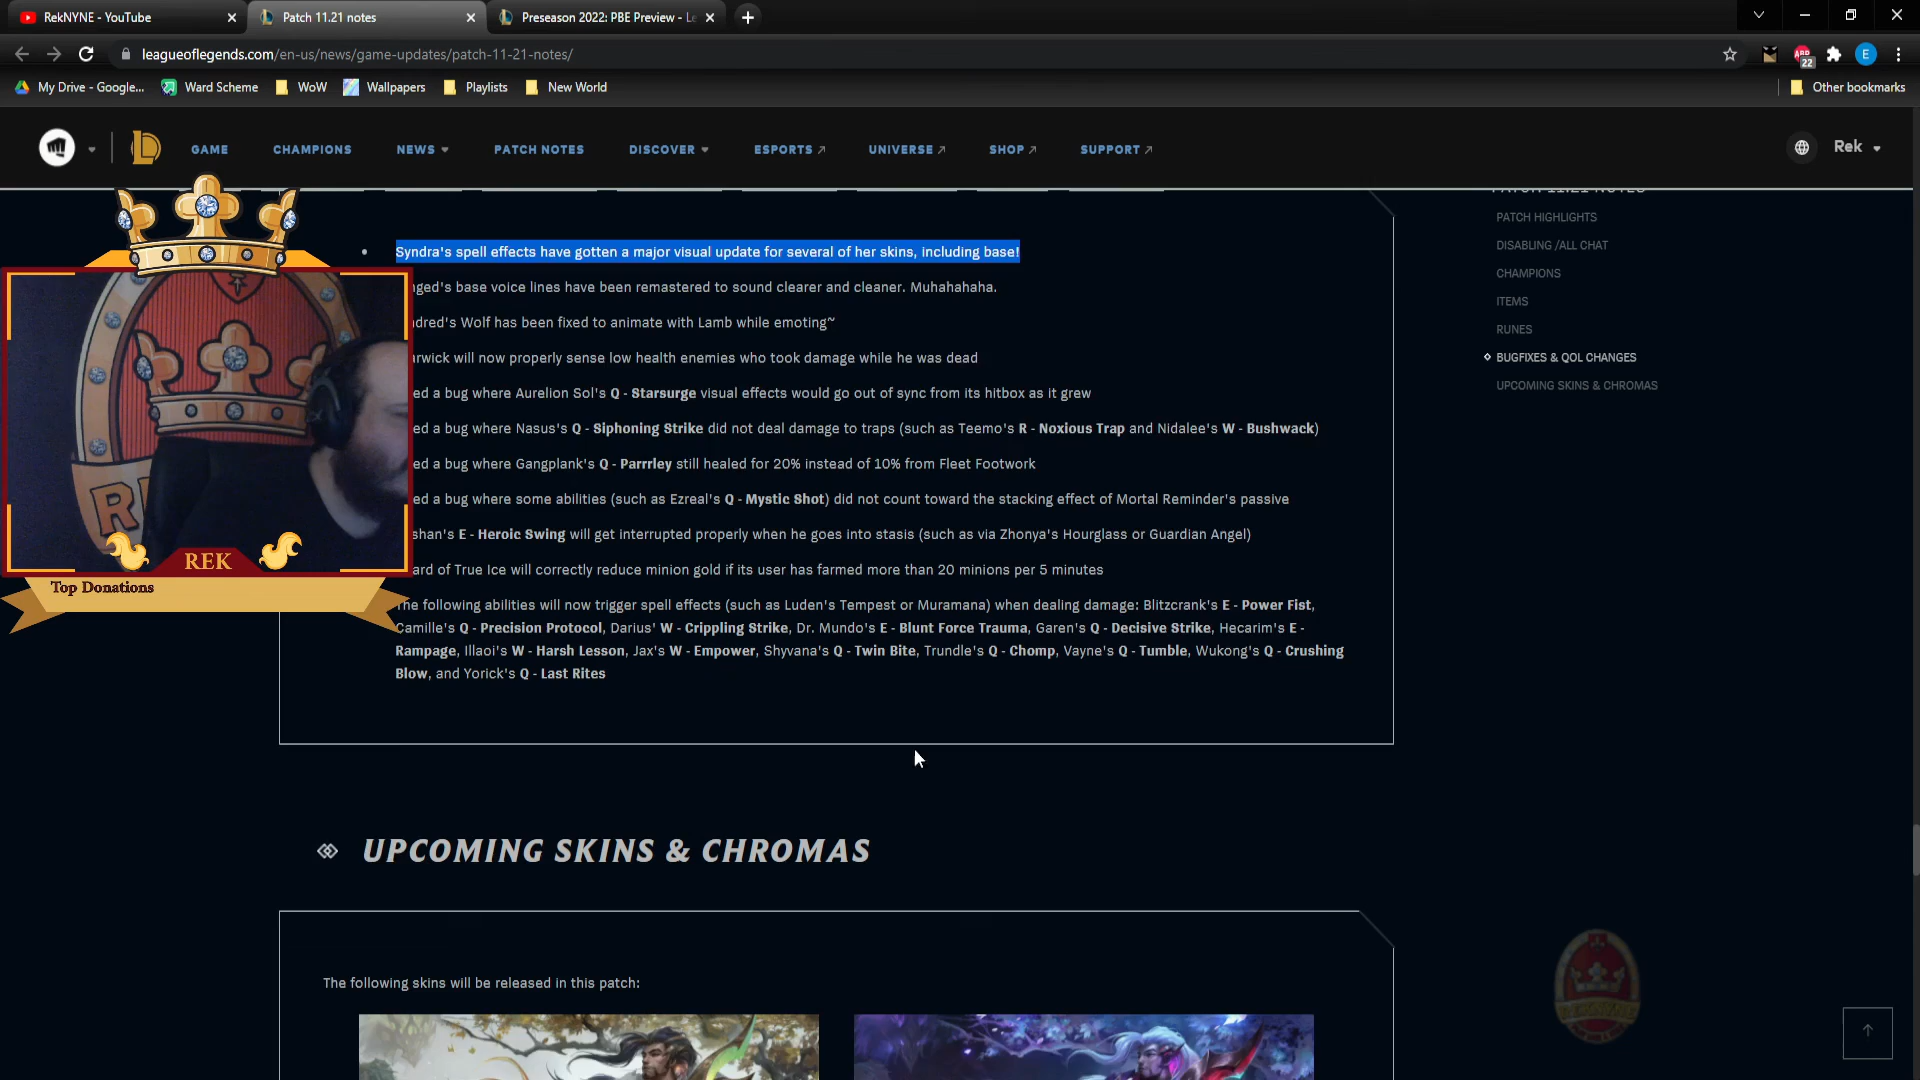 RekNYNE - YouTube
Patch 11.21 notes
Preseason 2022: PBE Preview - Le
leagueoflegends.com/en-us/news/game-updates/patch-11-21-notes/
22
E
My Drive - Google...
Ward Scheme
WoW
Wallpapers
Playlists
New World
Other bookmarks
GAME
CHAMPIONS
NEWS
PATCH NOTES
DISCOVER
ESPORTS
UNIVERSE
SHOP
SUPPORT
Rek
PATCH 11.21 NOTES
PATCH HIGHLIGHTS
DISABLING /ALL CHAT
CHAMPIONS
ITEMS
RUNES
BUGFIXES & QOL CHANGES
UPCOMING SKINS & CHROMAS
Syndra's spell effects have gotten a major visual update for several of her skins, including base!
nged's base voice lines have been remastered to sound clearer and cleaner. Muhahahaha.
ndred's Wolf has been fixed to animate with Lamb while emoting~
rwick will now properly sense low health enemies who took damage while he was dead
ed a bug where Aurelion Sol's Q - Starsurge visual effects would go out of sync from its hitbox as it grew
ed a bug where Nasus's Q - Siphoning Strike did not deal damage to traps (such as Teemo's R - Noxious Trap and Nidalee's W - Bushwack)
ed a bug where Gangplank's Q - Parrrley still healed for 20% instead of 10% from Fleet Footwork
ed a bug where some abilities (such as Ezreal's Q - Mystic Shot) did not count toward the stacking effect of Mortal Reminder's passive
shan's E - Heroic Swing will get interrupted properly when he goes into stasis (such as via Zhonya's Hourglass or Guardian Angel)
ard of True Ice will correctly reduce minion gold if its user has farmed more than 20 minions per 5 minutes
The following abilities will now trigger spell effects (such as Luden's Tempest or Muramana) when dealing damage: Blitzcrank's E - Power Fist,
Camille's Q - Precision Protocol, Darius' W - Crippling Strike, Dr. Mundo's E - Blunt Force Trauma, Garen's Q - Decisive Strike, Hecarim's E -
Rampage, Illaoi's W - Harsh Lesson, Jax's W - Empower, Shyvana's Q - Twin Bite, Trundle's Q - Chomp, Vayne's Q - Tumble, Wukong's Q - Crushing
Blow, and Yorick's Q - Last Rites
REK
Top Donations
UPCOMING SKINS & CHROMAS
The following skins will be released in this patch: